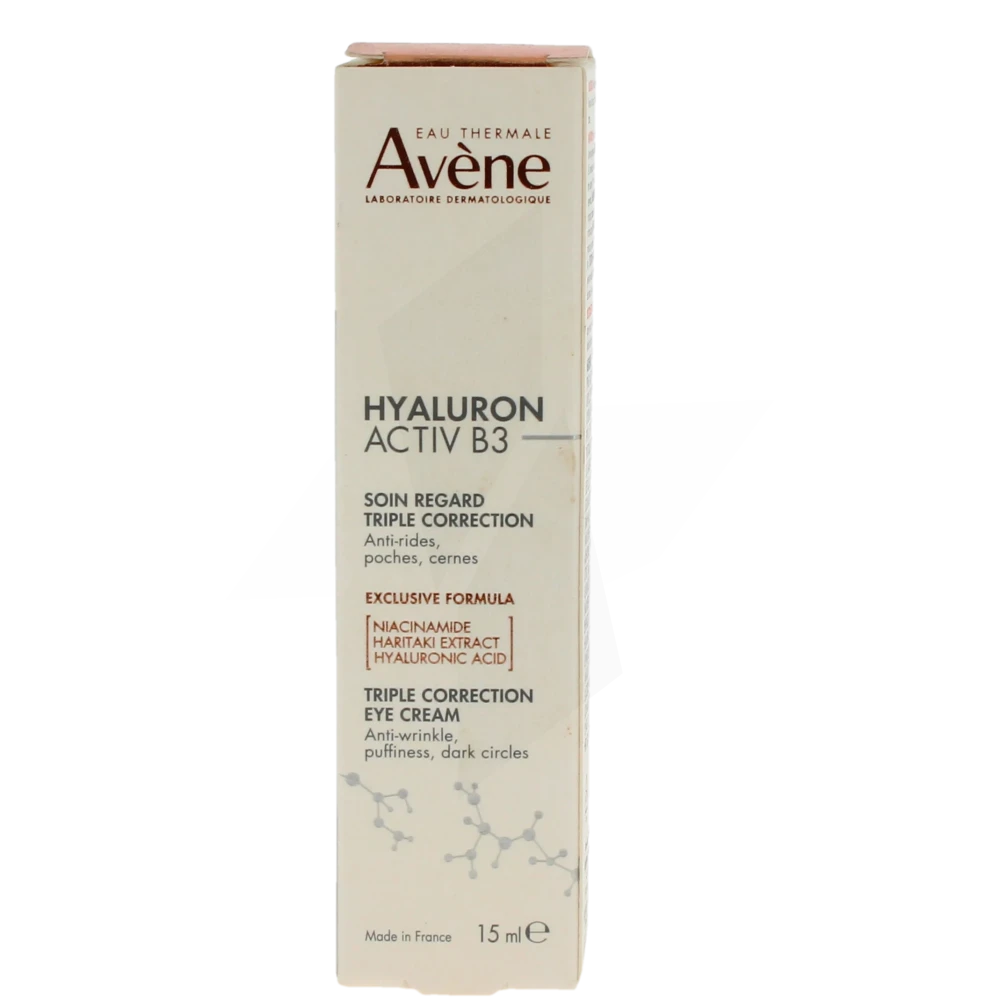 EAU THERMALE
Avène
LABORATOIRE DERMATOLOGIQUE
HYALURON
ACTIV B3
SOIN REGARD
TRIPLE CORRECTION
Anti-rides,
poches, cernes
EXCLUSIVE FORMULA
NIACINAMIDE
HARITAKI EXTRACT
HYALURONIC ACID
TRIPLE CORRECTION
EYE CREAM
Anti-wrinkle,
puffiness, dark circles
Made in France 15 ml ℮